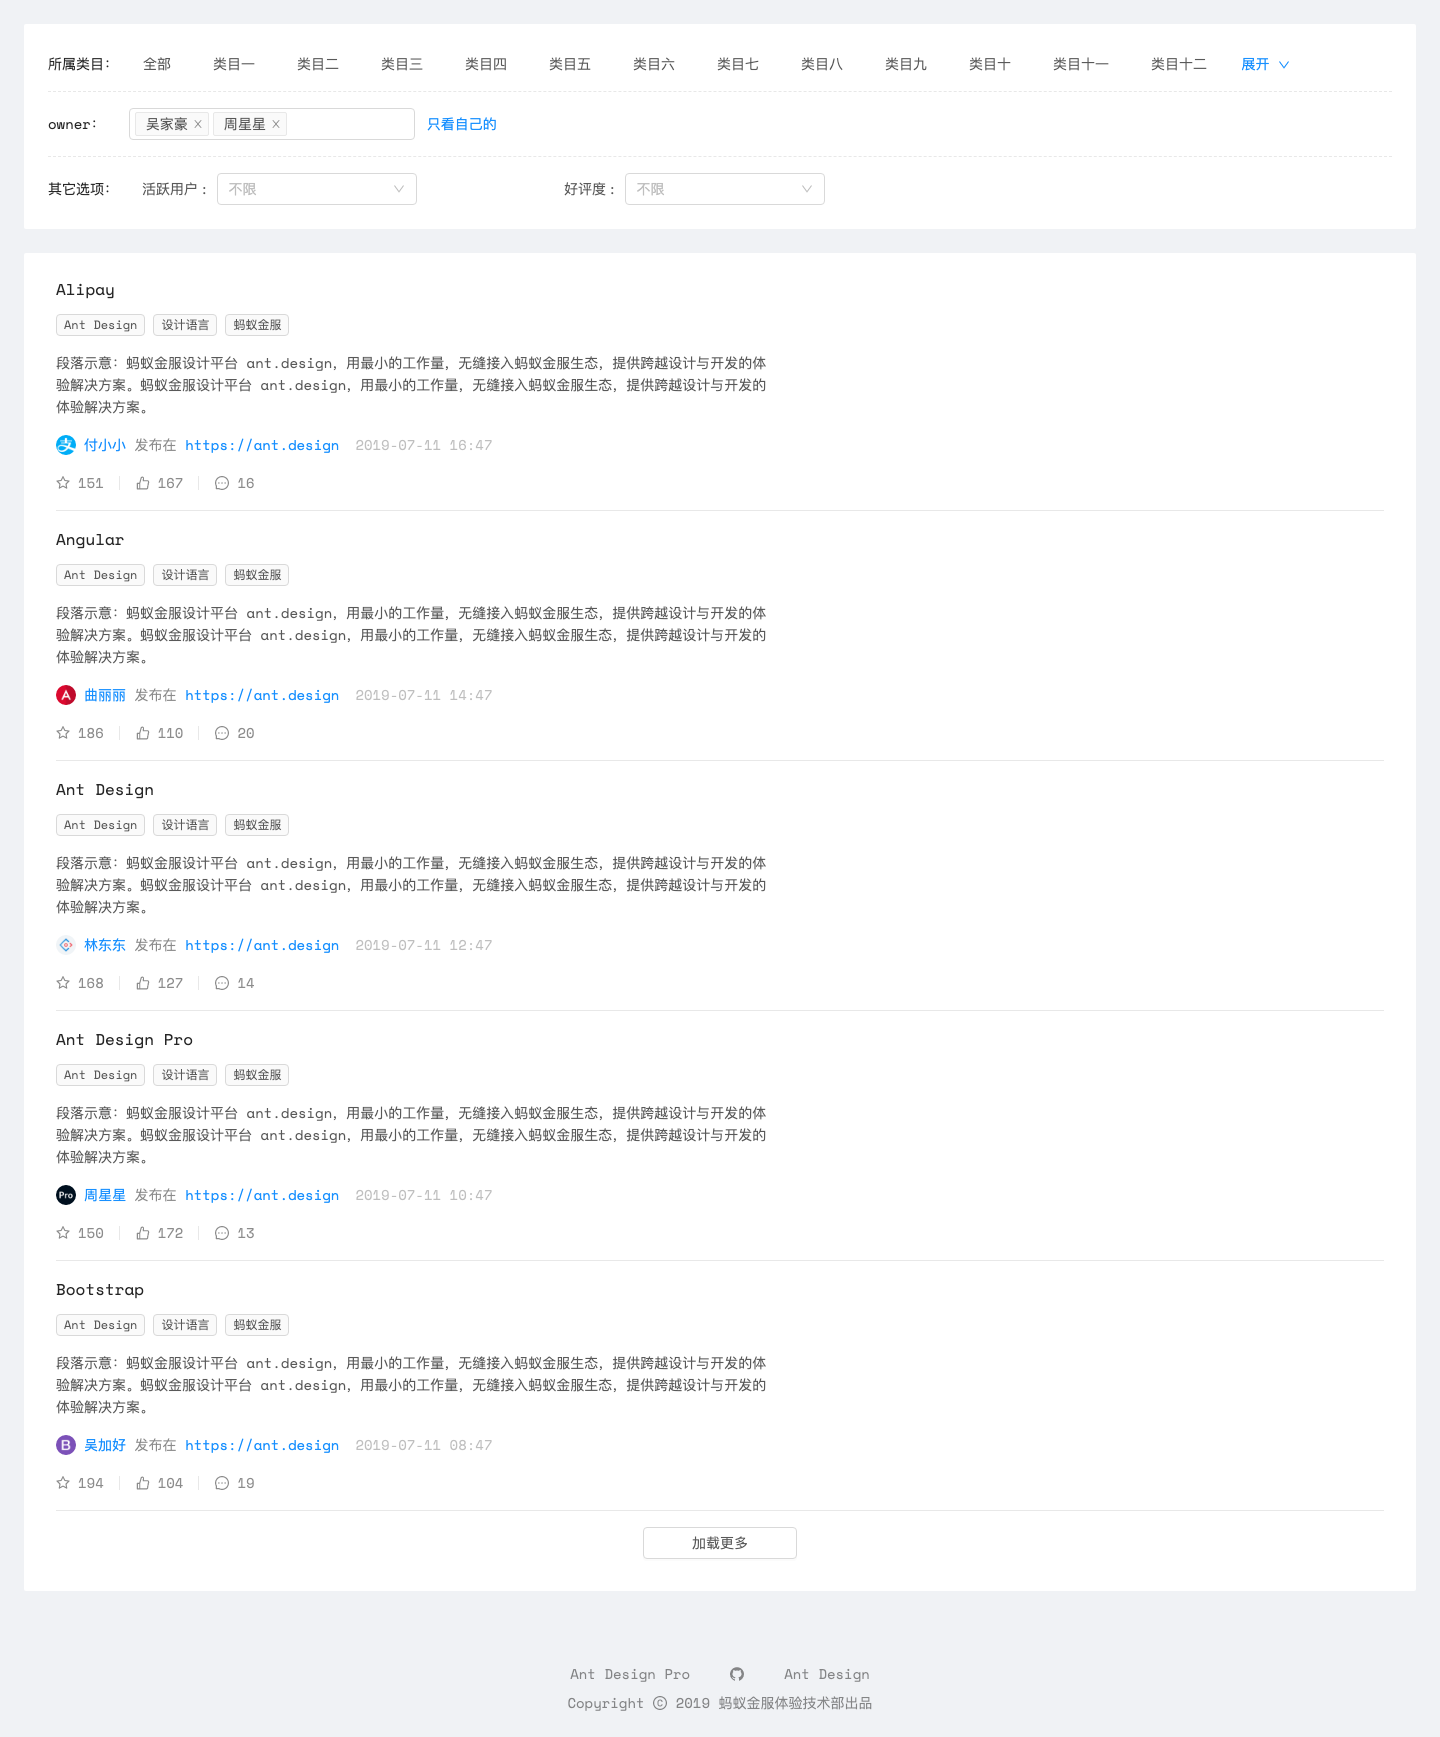 所属类目： 全部 类目一 类目二 类目三 类目四 类目五 类目六 类目七 类目八 类目九 类目十 类目十一 类目十二 展开
owner： 吴家豪 周星星 只看自己的
其它选项： 活跃用户： 不限 好评度： 不限
Alipay
Ant Design 设计语言 蚂蚁金服
段落示意：蚂蚁金服设计平台 ant.design，用最小的工作量，无缝接入蚂蚁金服生态，提供跨越设计与开发的体
验解决方案。蚂蚁金服设计平台 ant.design，用最小的工作量，无缝接入蚂蚁金服生态，提供跨越设计与开发的
体验解决方案。
付小小 发布在 https://ant.design 2019-07-11 16:47
151 167 16
Angular
Ant Design 设计语言 蚂蚁金服
段落示意：蚂蚁金服设计平台 ant.design，用最小的工作量，无缝接入蚂蚁金服生态，提供跨越设计与开发的体
验解决方案。蚂蚁金服设计平台 ant.design，用最小的工作量，无缝接入蚂蚁金服生态，提供跨越设计与开发的
体验解决方案。
A 曲丽丽 发布在 https://ant.design 2019-07-11 14:47
186 110 20
Ant Design
Ant Design 设计语言 蚂蚁金服
段落示意：蚂蚁金服设计平台 ant.design，用最小的工作量，无缝接入蚂蚁金服生态，提供跨越设计与开发的体
验解决方案。蚂蚁金服设计平台 ant.design，用最小的工作量，无缝接入蚂蚁金服生态，提供跨越设计与开发的
体验解决方案。
林东东 发布在 https://ant.design 2019-07-11 12:47
168 127 14
Ant Design Pro
Ant Design 设计语言 蚂蚁金服
段落示意：蚂蚁金服设计平台 ant.design，用最小的工作量，无缝接入蚂蚁金服生态，提供跨越设计与开发的体
验解决方案。蚂蚁金服设计平台 ant.design，用最小的工作量，无缝接入蚂蚁金服生态，提供跨越设计与开发的
体验解决方案。
Pro 周星星 发布在 https://ant.design 2019-07-11 10:47
150 172 13
Bootstrap
Ant Design 设计语言 蚂蚁金服
段落示意：蚂蚁金服设计平台 ant.design，用最小的工作量，无缝接入蚂蚁金服生态，提供跨越设计与开发的体
验解决方案。蚂蚁金服设计平台 ant.design，用最小的工作量，无缝接入蚂蚁金服生态，提供跨越设计与开发的
体验解决方案。
B 吴加好 发布在 https://ant.design 2019-07-11 08:47
194 104 19
加载更多
Ant Design Pro Ant Design
Copyright © 2019 蚂蚁金服体验技术部出品